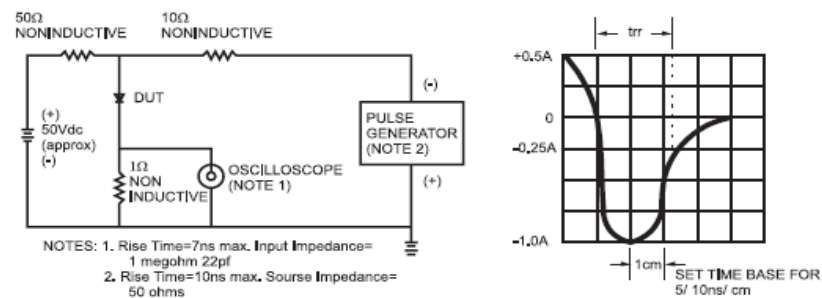 50Ω
NONINDUCTIVE
10Ω
NONINDUCTIVE
DUT
(+)
50Vdc
(approx)
(-)
1Ω
NON
INDUCTIVE
OSCILLOSCOPE
(NOTE 1)
(-)
PULSE
GENERATOR
(NOTE 2)
(+)
NOTES: 1. Rise Time=7ns max. Input Impedance=
1 megohm 22pf
2. Rise Time=10ns max. Sourse Impedance=
50 ohms
trr
+0.5A
0
-0.25A
-1.0A
1cm
SET TIME BASE FOR
5/ 10ns/ cm